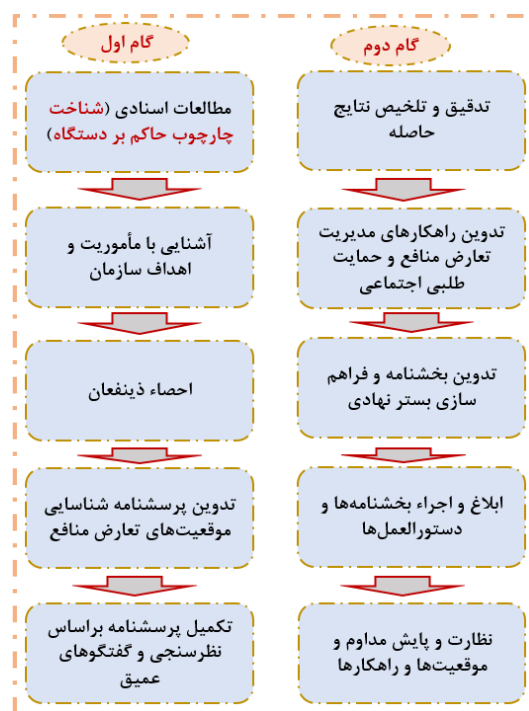 گام اول
مطالعات اسنادی (شناخت
چارچوب حاکم بر دستگاه)
آشنایی با مأموریت و
اهداف سازمان
احصاء ذینفعان
تدوین پرسشنامه شناسایی
موقعیت‌های تعارض منافع
تکمیل پرسشنامه براساس
نظرسنجی و گفتگوهای
عمیق
گام دوم
تدقیق و تلخیص نتایج
حاصله
تدوین راهکارهای مدیریت
تعارض منافع و حمایت
طلبی اجتماعی
تدوین بخشنامه و فراهم
سازی بستر نهادی
ابلاغ و اجراء بخشنامه‌ها و
دستورالعمل‌ها
نظارت و پایش مداوم و
موقعیت‌ها و راهکارها